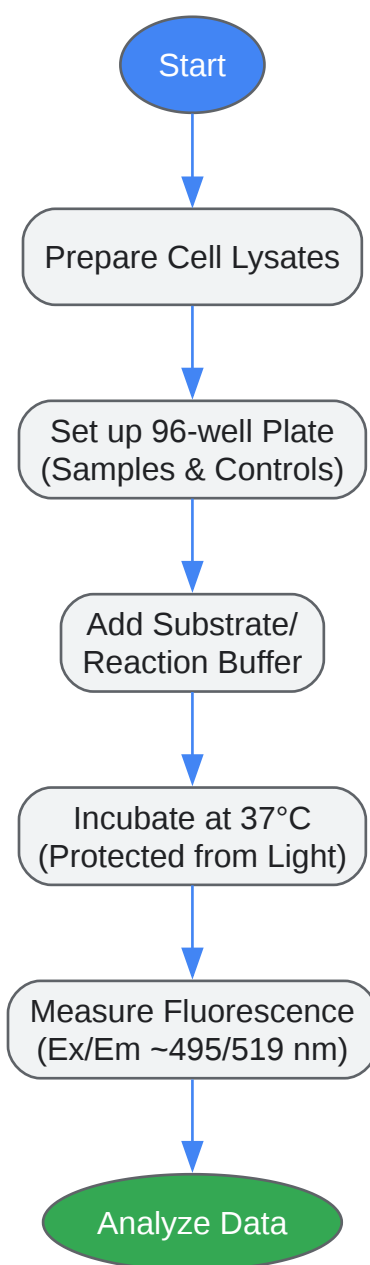 Start
Prepare Cell Lysates
Set up 96-well Plate
(Samples & Controls)
Add Substrate/
Reaction Buffer
Incubate at 37°C
(Protected from Light)
Measure Fluorescence
(Ex/Em ~495/519 nm)
Analyze Data